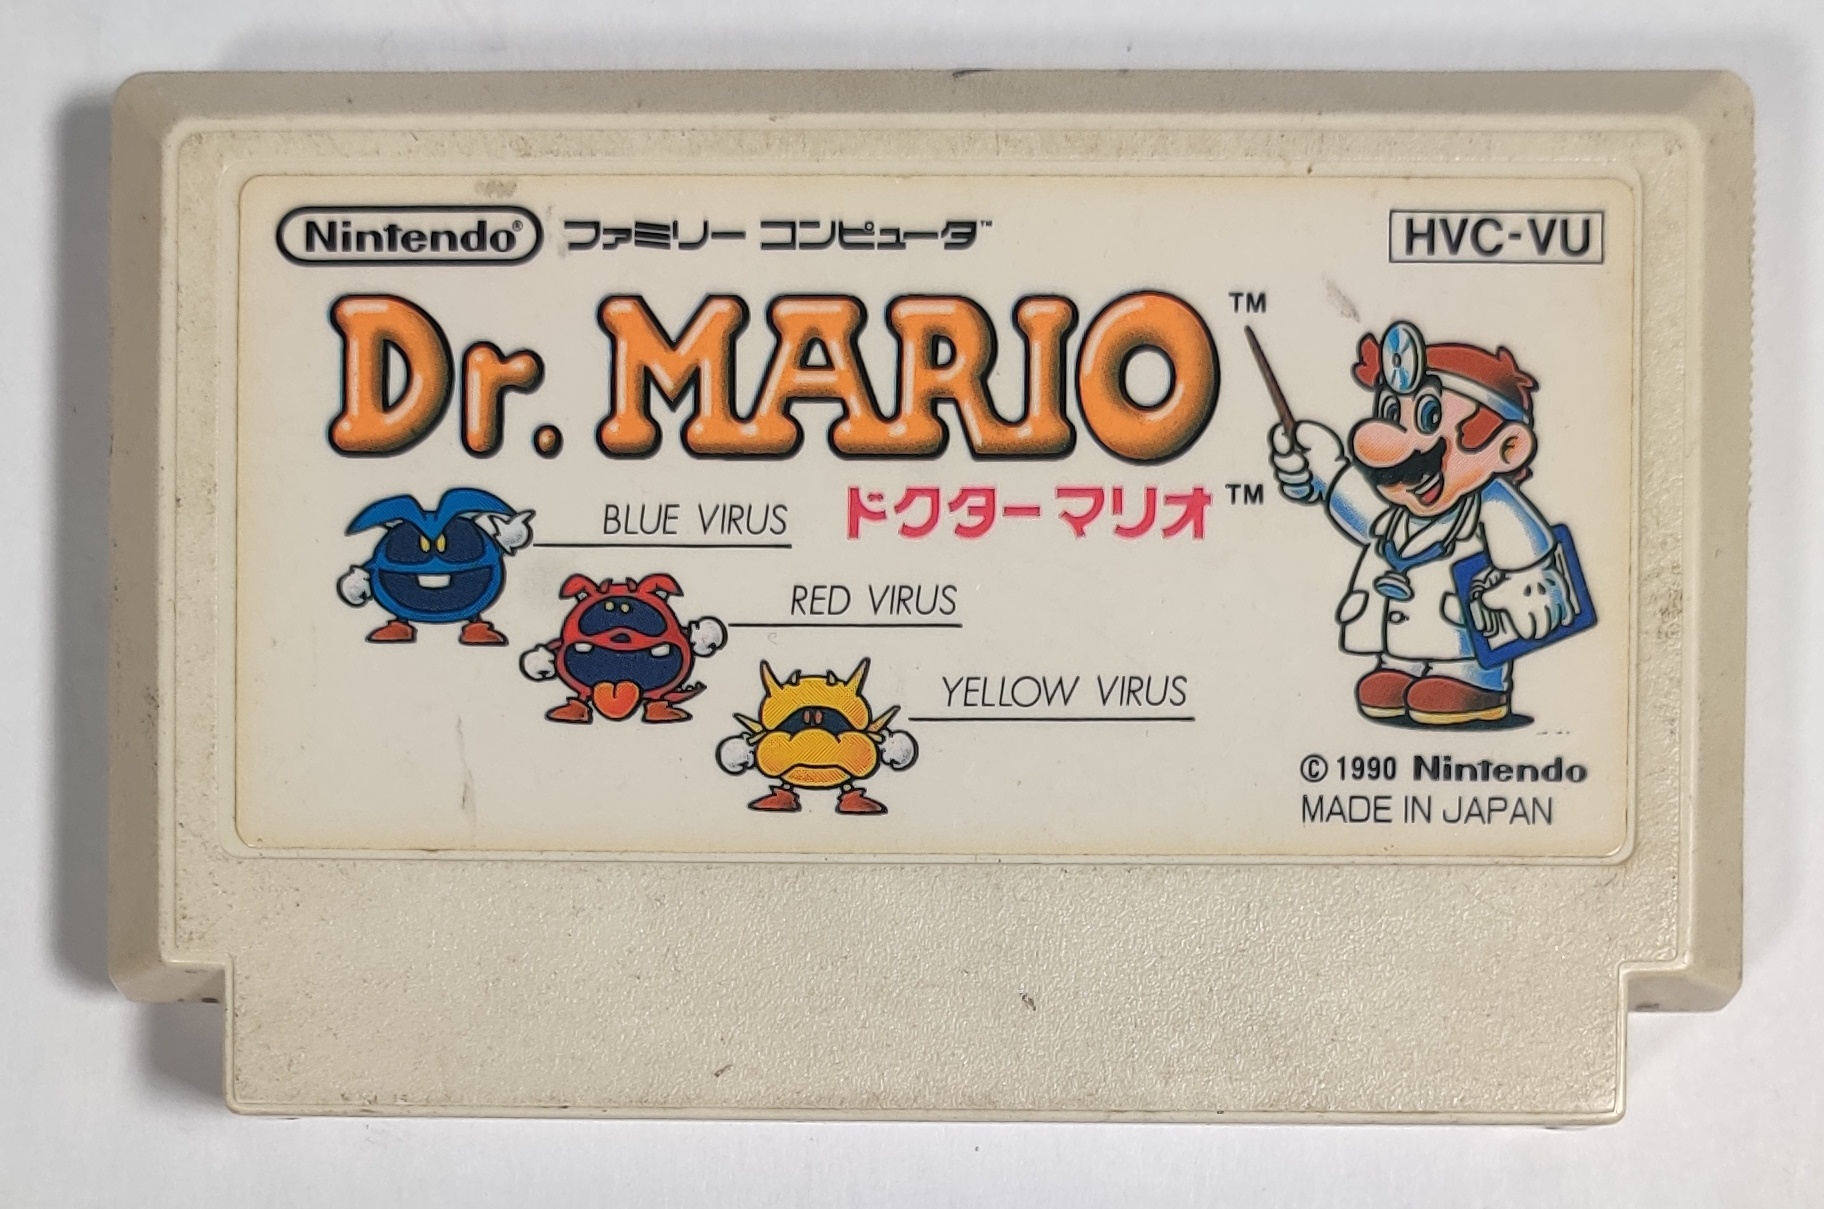 Nintendo® ファミリー コンピュータ™
HVC-VU
Dr. MARIO™
ドクターマリオ™
BLUE VIRUS
RED VIRUS
YELLOW VIRUS
© 1990 Nintendo
MADE IN JAPAN